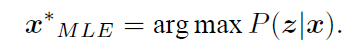 x*MLE = arg max P(z|x).